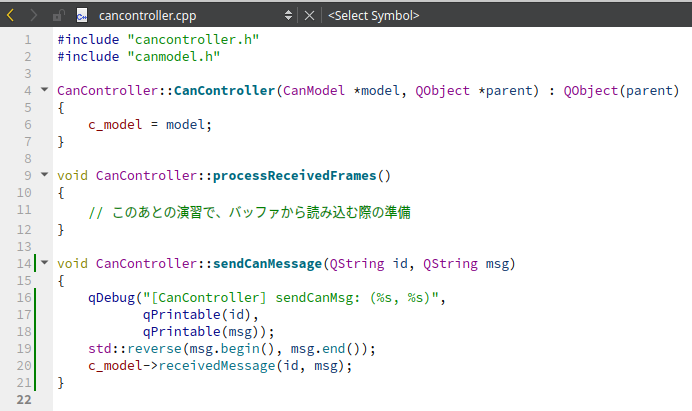 cancontroller.cpp <Select Symbol>
1 #include "cancontroller.h"
2 #include "canmodel.h"
3
4 CanController::CanController(CanModel *model, QObject *parent) : QObject(parent)
5 {
6     c_model = model;
7 }
8
9 void CanController::processReceivedFrames()
10 {
11     // このあとの演習で、バッファから読み込む際の準備
12 }
13
14 void CanController::sendCanMessage(QString id, QString msg)
15 {
16     qDebug("[CanController] sendCanMsg: (%s, %s)",
17            qPrintable(id),
18            qPrintable(msg));
19     std::reverse(msg.begin(), msg.end());
20     c_model->receivedMessage(id, msg);
21 }
22